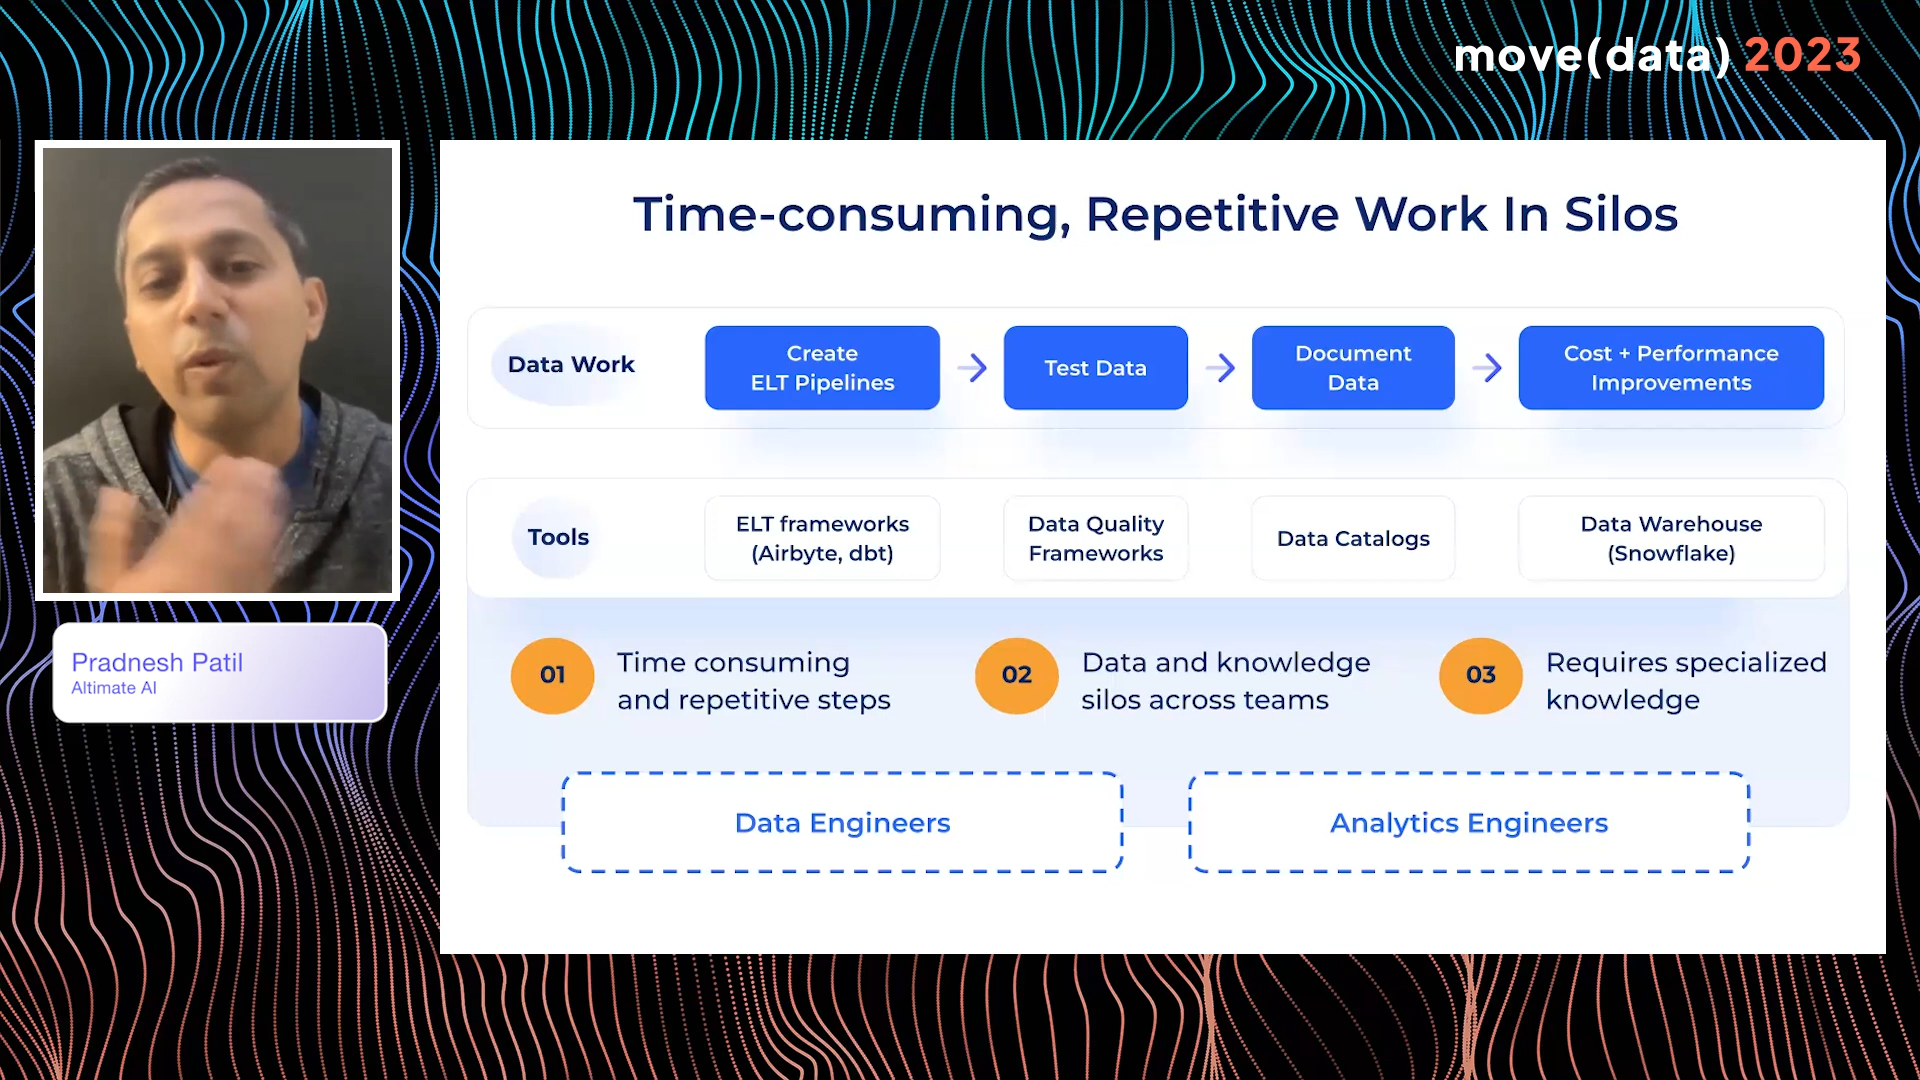 move(data) 2023
Time-consuming, Repetitive Work In Silos
Data Work
Create
ELT Pipelines
Test Data
Document
Data
Cost + Performance
Improvements
Tools
ELT frameworks
(Airbyte, dbt)
Data Quality
Frameworks
Data Catalogs
Data Warehouse
(Snowflake)
01
Time consuming
and repetitive steps
02
Data and knowledge
silos across teams
03
Requires specialized
knowledge
Data Engineers
Analytics Engineers
Pradnesh Patil
Altimate AI